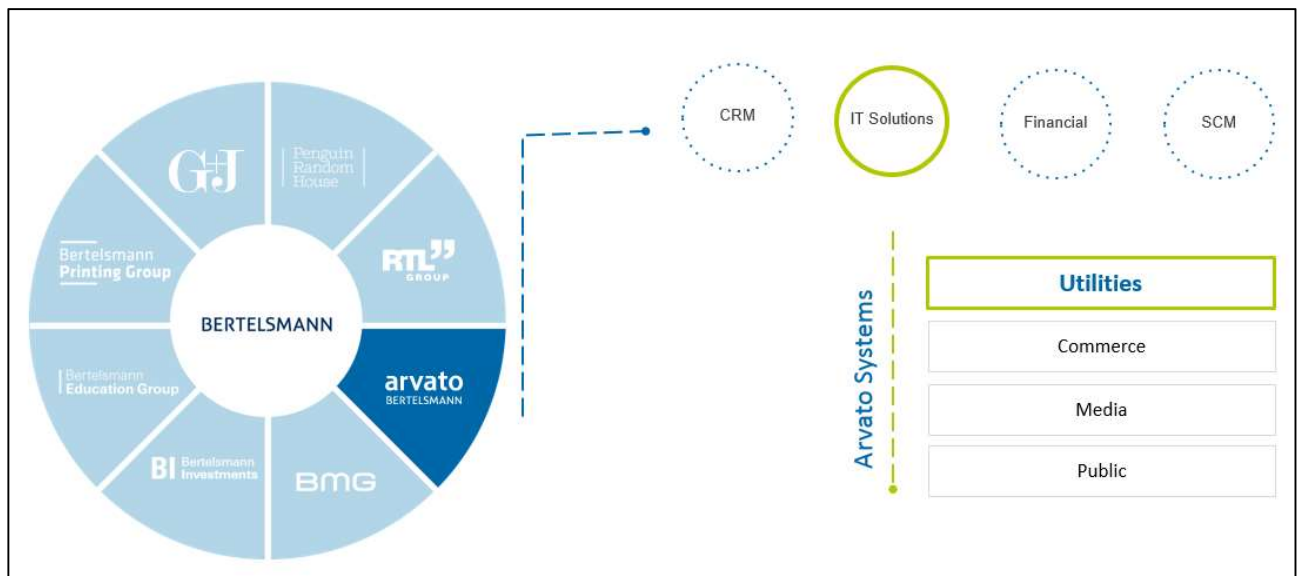 G+J
Penguin
Random
House
RTL
GROUP
arvato
BERTELSMANN
BMG
BI Bertelsmann
Investments
Bertelsmann
Education Group
Bertelsmann
Printing Group
BERTELSMANN
CRM
IT Solutions
Financial
SCM
Arvato Systems
Utilities
Commerce
Media
Public